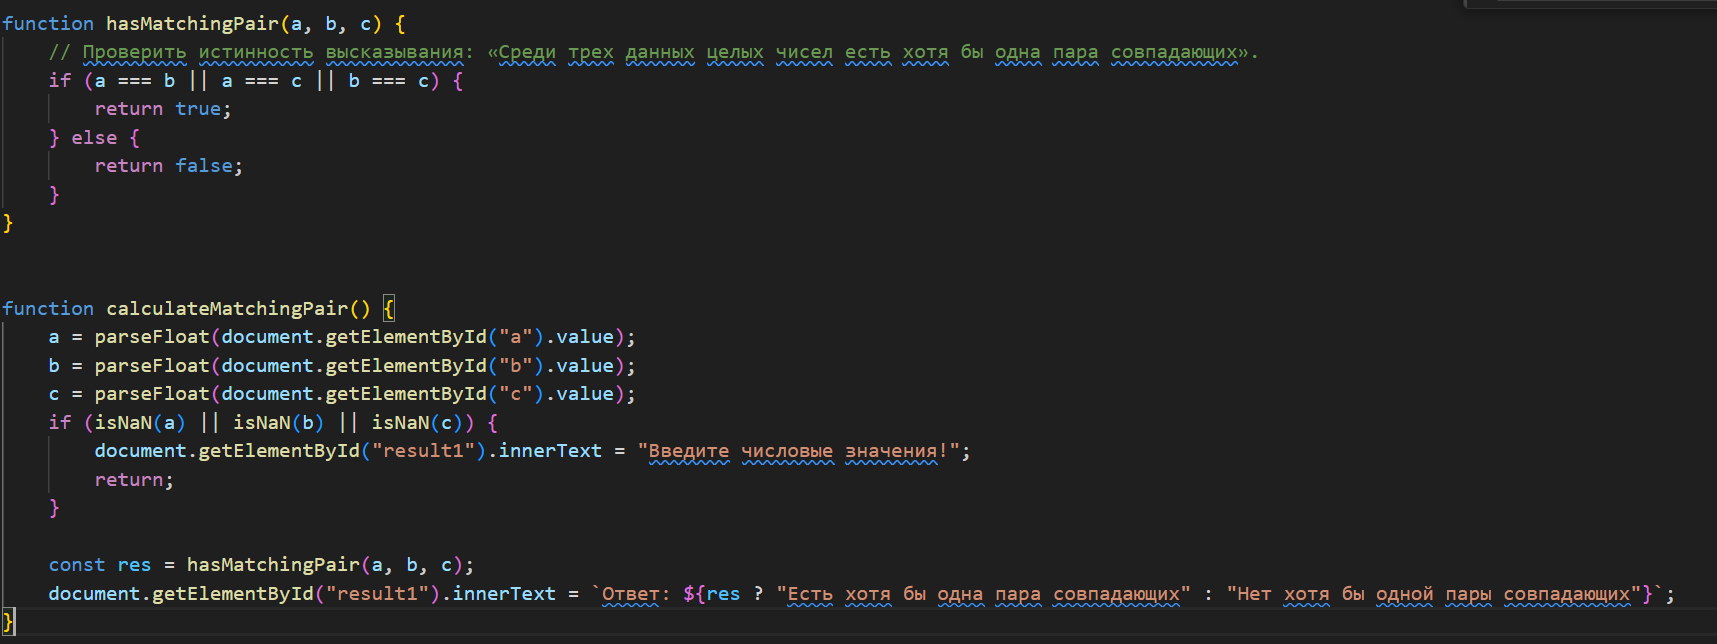 function hasMatchingPair(a, b, c) {
    // Проверить истинность высказывания: «Среди трех данных целых чисел есть хотя бы одна пара совпадающих».
    if (a === b || a === c || b === c) {
        return true;
    } else {
        return false;
    }
}
function calculateMatchingPair() {
    a = parseFloat(document.getElementById("a").value);
    b = parseFloat(document.getElementById("b").value);
    c = parseFloat(document.getElementById("c").value);
    if (isNaN(a) || isNaN(b) || isNaN(c)) {
        document.getElementById("result1").innerText = "Введите числовые значения!";
        return;
    }
    const res = hasMatchingPair(a, b, c);
    document.getElementById("result1").innerText = `Ответ: ${res ? "Есть хотя бы одна пара совпадающих" : "Нет хотя бы одной пары совпадающих"}`;
}